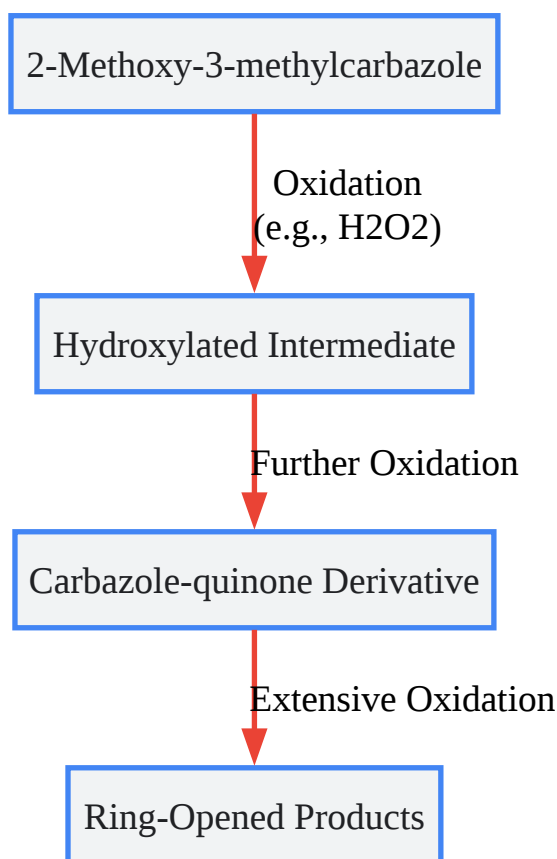 2-Methoxy-3-methylcarbazole
Oxidation
(e.g., H2O2)
Hydroxylated Intermediate
Further Oxidation
Carbazole-quinone Derivative
Extensive Oxidation
Ring-Opened Products